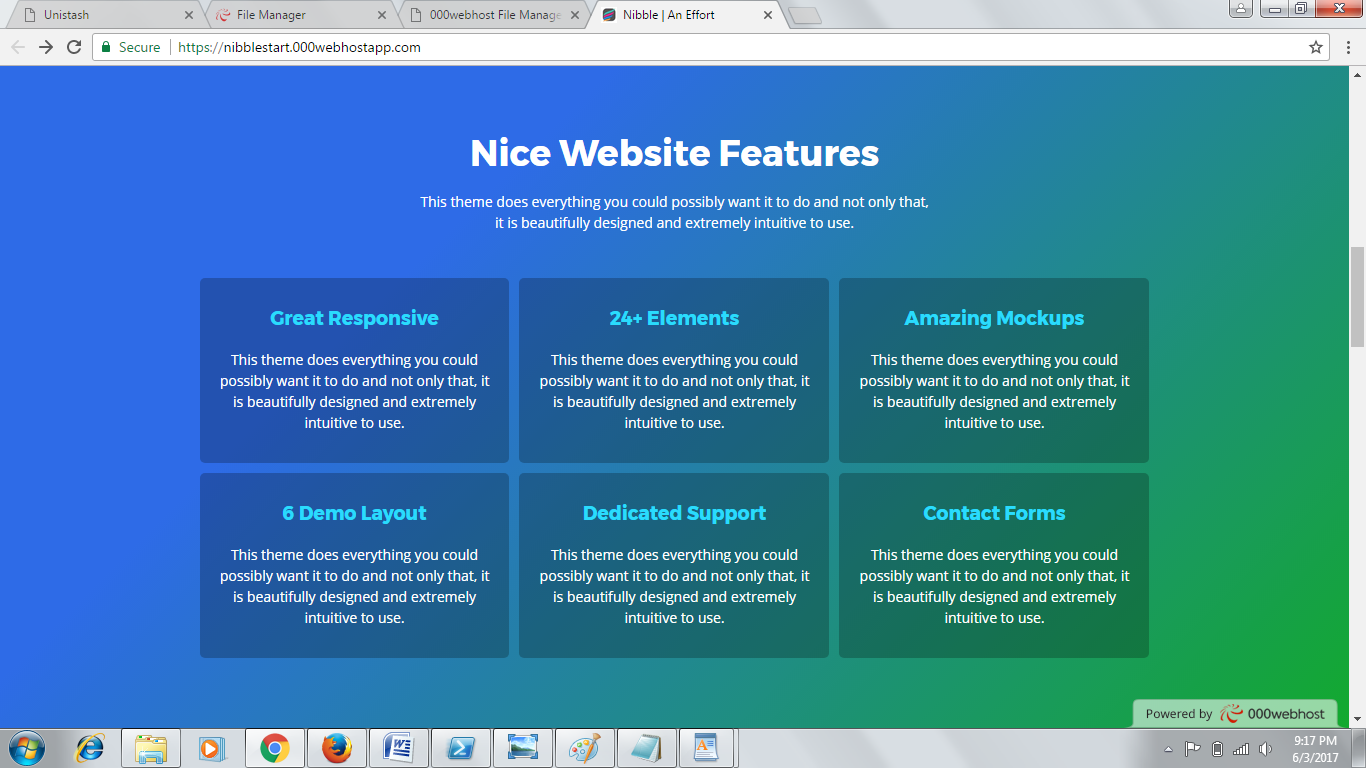 Unistash
File Manager
000webhost File Manage
Nibble | An Effort
Secure
https://nibblestart.000webhostapp.com
Nice Website Features
This theme does everything you could possibly want it to do and not only that,
it is beautifully designed and extremely intuitive to use.
Great Responsive
This theme does everything you could
possibly want it to do and not only that, it
is beautifully designed and extremely
intuitive to use.
24+ Elements
This theme does everything you could
possibly want it to do and not only that, it
is beautifully designed and extremely
intuitive to use.
Amazing Mockups
This theme does everything you could
possibly want it to do and not only that, it
is beautifully designed and extremely
intuitive to use.
6 Demo Layout
This theme does everything you could
possibly want it to do and not only that, it
is beautifully designed and extremely
intuitive to use.
Dedicated Support
This theme does everything you could
possibly want it to do and not only that, it
is beautifully designed and extremely
intuitive to use.
Contact Forms
This theme does everything you could
possibly want it to do and not only that, it
is beautifully designed and extremely
intuitive to use.
Powered by 000webhost
9:17 PM
6/3/2017